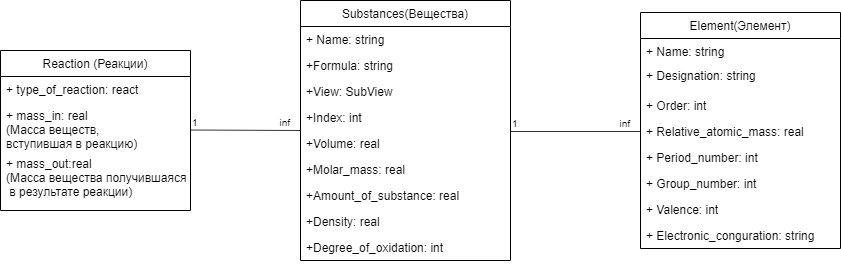 Reaction (Реакции)
+ type_of_reaction: react
+ mass_in: real
(Масса веществ,
вступившая в реакцию)
+ mass_out:real
(Масса вещества получившаяся
в результате реакции)
1
inf
Substances(Вещества)
+ Name: string
+Formula: string
+View: SubView
+Index: int
+Volume: real
+Molar_mass: real
+Amount_of_substance: real
+Density: real
+Degree_of_oxidation: int
1
inf
Element(Элемент)
+ Name: string
+ Designation: string
+ Order: int
+ Relative_atomic_mass: real
+ Period_number: int
+ Group_number: int
+ Valence: int
+ Electronic_conguration: string